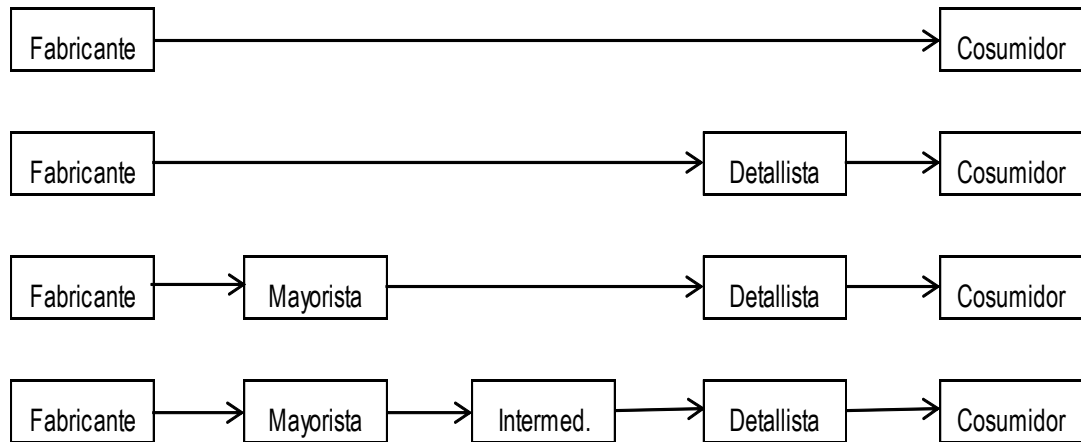 Fabricante Cosumidor
Fabricante Detallista Cosumidor
Fabricante Mayorista Detallista Cosumidor
Fabricante Mayorista Intermed. Detallista Cosumidor